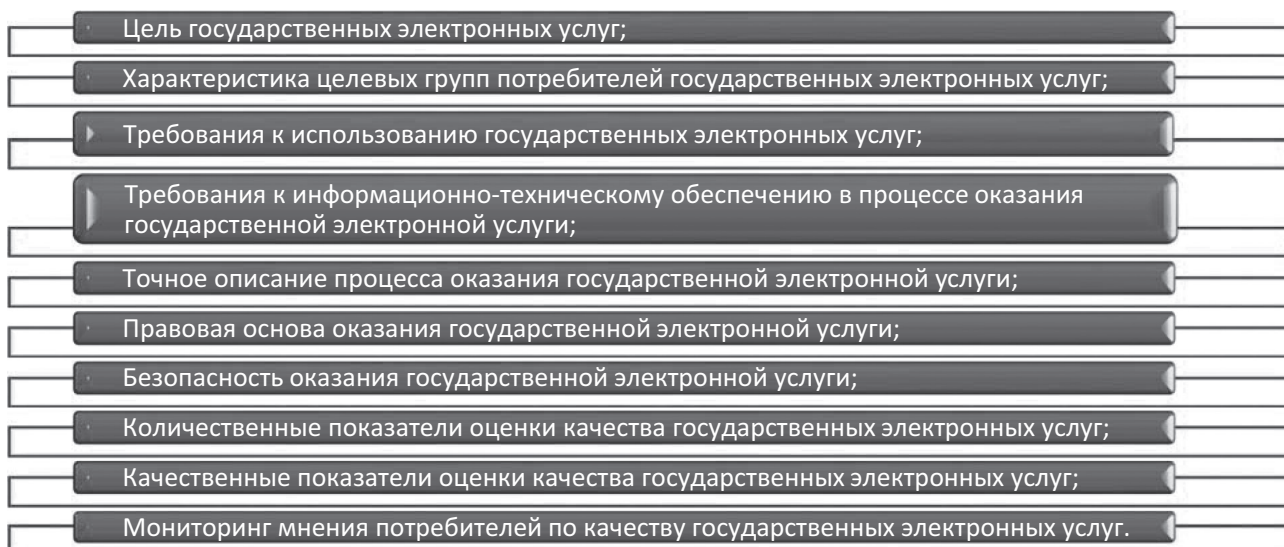 Цель государственных электронных услуг;
Характеристика целевых групп потребителей государственных электронных услуг;
Требования к использованию государственных электронных услуг;
Требования к информационно-техническому обеспечению в процессе оказания
государственной электронной услуги;
Точное описание процесса оказания государственной электронной услуги;
Правовая основа оказания государственной электронной услуги;
Безопасность оказания государственной электронной услуги;
Количественные показатели оценки качества государственных электронных услуг;
Качественные показатели оценки качества государственных электронных услуг;
Мониторинг мнения потребителей по качеству государственных электронных услуг.